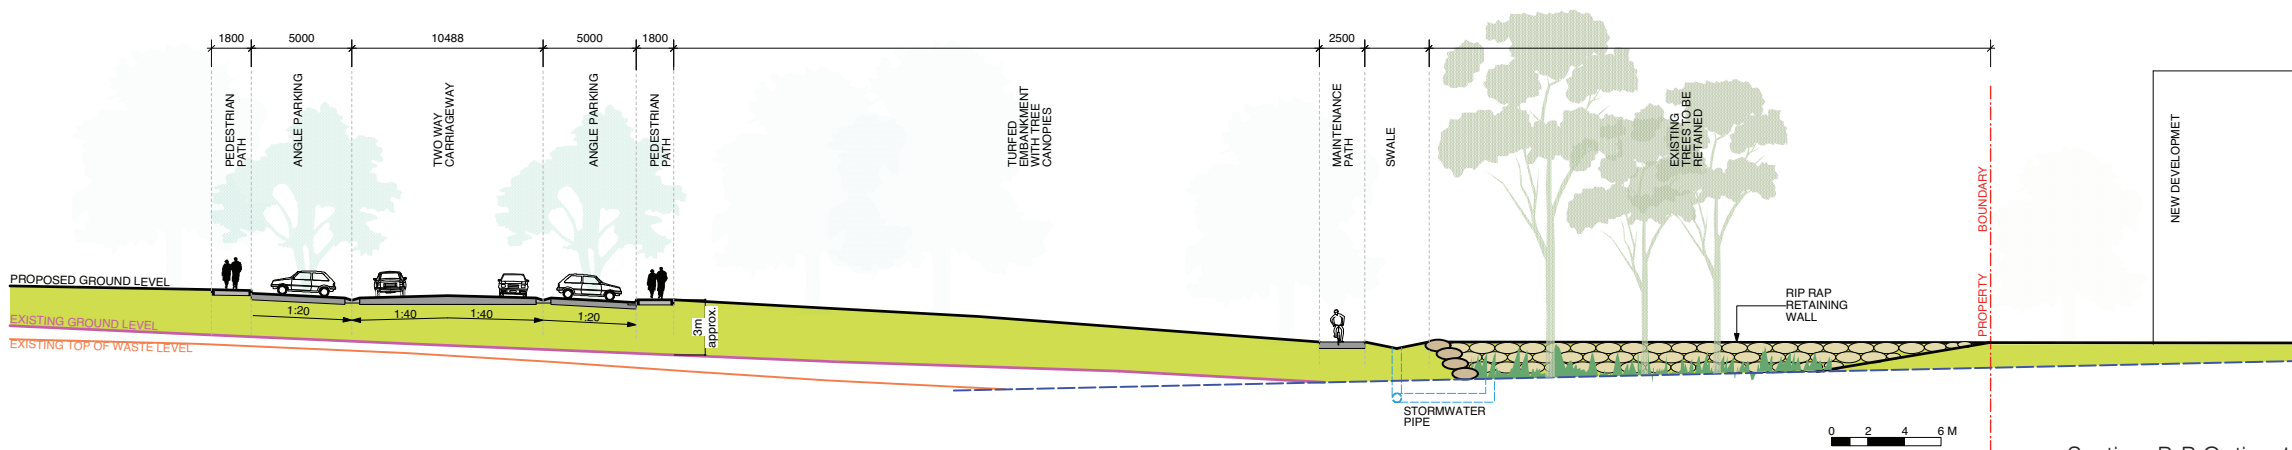 1800
5000
10488
5000
1800
2500
PEDESTRIAN
PATH
ANGLE PARKING
TWO WAY
CARRIAGEWAY
ANGLE PARKING
PEDESTRIAN
PATH
TURFED
EMBANKMENT
WITH TREE
CANOPIES
MAINTENANCE
PATH
SWALE
EXISTING
TREES TO BE
RETAINED
PROPERTY BOUNDARY
NEW DEVELOPMET
PROPOSED GROUND LEVEL
EXISTING GROUND LEVEL
EXISTING TOP OF WASTE LEVEL
1:20
1:40
1:40
1:20
3m
approx.
RIP RAP
RETAINING
WALL
STORMWATER
PIPE
0 2 4 6 M